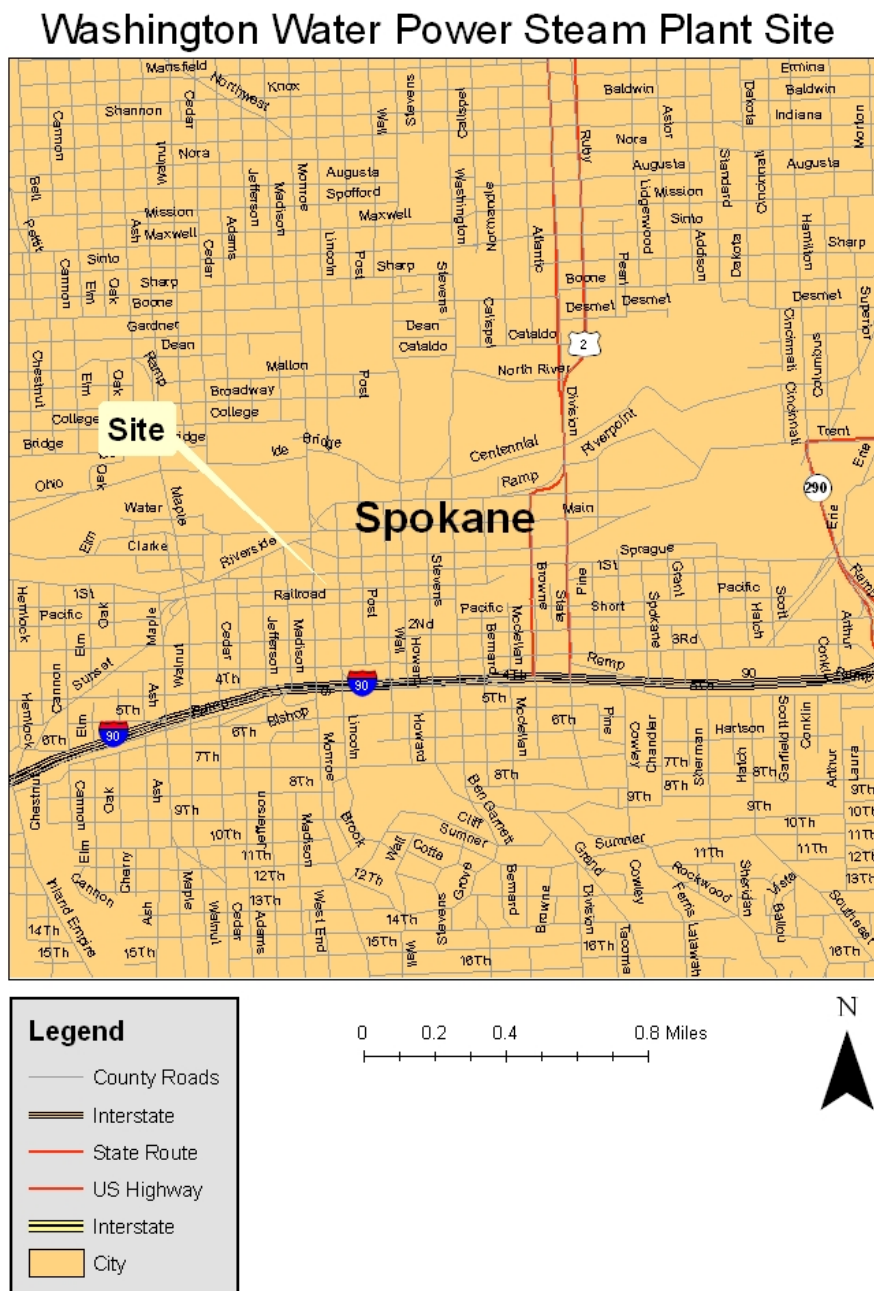 Washington Water Power Steam Plant Site
Mansfield
Northwest
Knox
Stevens
Ermina
Baldwin
Baldwin
Shannon
Cedar
Wall
Calispel
Ruby
Astor
Dakota
Indiana
Morton
Cannon
Walnut
Nora
Nora
Jefferson
Madison
Monroe
Augusta
Spofford
Washington
Normandie
Augusta
Standard
Cincinnati
Augusta
Bell
Pettit
Mission
Ash
Maxwell
Adams
Maxwell
Ludgerwood
Mission
Sinto
Addison
Dakota
Hamilton
Sharp
Cannon
Sinto
Elm
Oak
Sharp
Boone
Cedar
Lincoln
Post
Sharp
Stevens
Atlantic
Boone
Pearl
Desmet
Desmet
Desmet
Superior
Gardner
Dean
Ramp
Dean
Cataldo
Calispel
Cataldo
2
Cincinnati
Columbus
Chestnut
Elm
Oak
Mallon
Post
North River
Broadway
College
College
Division
Riverpoint
Cincinnati
Site
Bridge
Bridge
Ide
Centennial
Trent
Erie
Ohio
Oak
Maple
Ramp
290
Water
Spokane
Main
Erie
Elm
Clarke
Riverside
Sprague
Ramp
Hemlock
1St
Pacific
Oak
Elm
Maple
Railroad
Post
Stevens
Browne
State
Pine
1St
Grant
Pacific
Short
Spokane
Hatch
Scott
Cannon
Sunset
Walnut
Cedar
Jefferson
Madison
Wall
2Nd
Howard
Pacific
Bernard
Mcclellan
3Rd
Arthur
Conklin
4Th
90
4Th
Ramp
90
5Th
Ramp
Hemlock
Elm
5Th
Ash
6Th
90
Bishop
6Th
7Th
Lincoln
Monroe
Howard
5Th
Mcclellan
6Th
Pine
Cowley
Chandler
7Th
Sherman
Hartson
Hatch
Scott
Garfield
Conklin
Arthur
Laura
8Th
8Th
8Th
8Th
Chestnut
Cannon
Oak
Ash
9Th
Jefferson
Madison
Brook
Ben Garnett
9Th
9Th
9Th
10Th
Elm
Cherry
10Th
11Th
12Th
13Th
Wall
Cliff
Sumner
Cotta
Grove
Grand
Sumner
11Th
10Th
11Th
12Th
13Th
Inland Empire
Cannon
Maple
Walnut
Cedar
Adams
West End
12Th
Bernard
Browne
Division
Cowley
Rockwood
Ferris
Sheridan
Vista
Ballou
Southeast
14Th
15Th
Ash
15Th
15Th
14Th
Stevens
Wall
16Th
16Th
Tacoma
Latawah
16Th
Legend
County Roads
Interstate
State Route
US Highway
Interstate
City
0 0.2 0.4 0.8 Miles
N